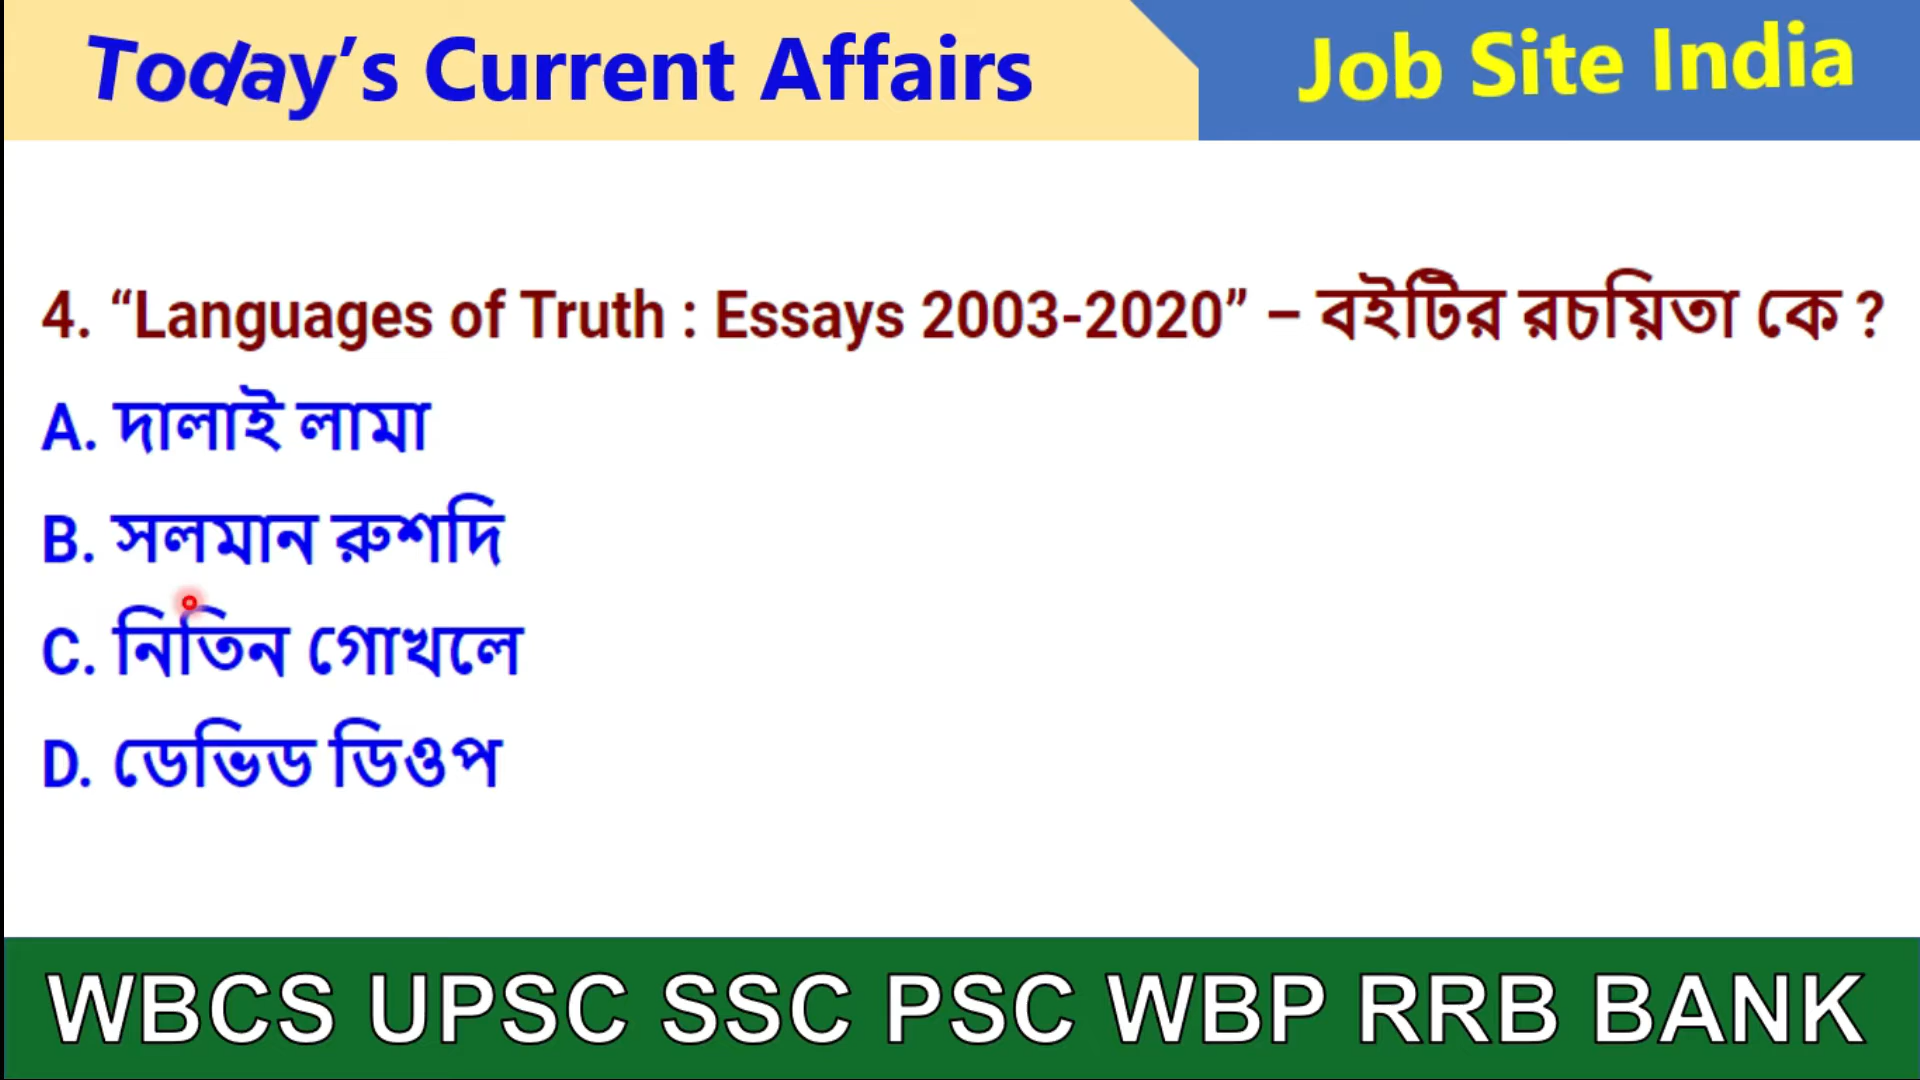 Today's Current Affairs
Job Site India
4. “Languages of Truth : Essays 2003-2020” – বইটির রচয়িতা কে ?
A. দালাই লামা
B. সলমান রুশদি
C. নিতিন গোখলে
D. ডেভিড ডিওপ
WBCS UPSC SSC PSC WBP RRB BANK